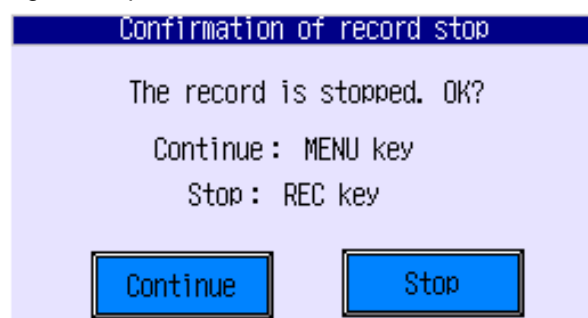 Confirmation of record stop
The record is stopped. OK?
Continue : MENU key
Stop : REC key
Continue
Stop